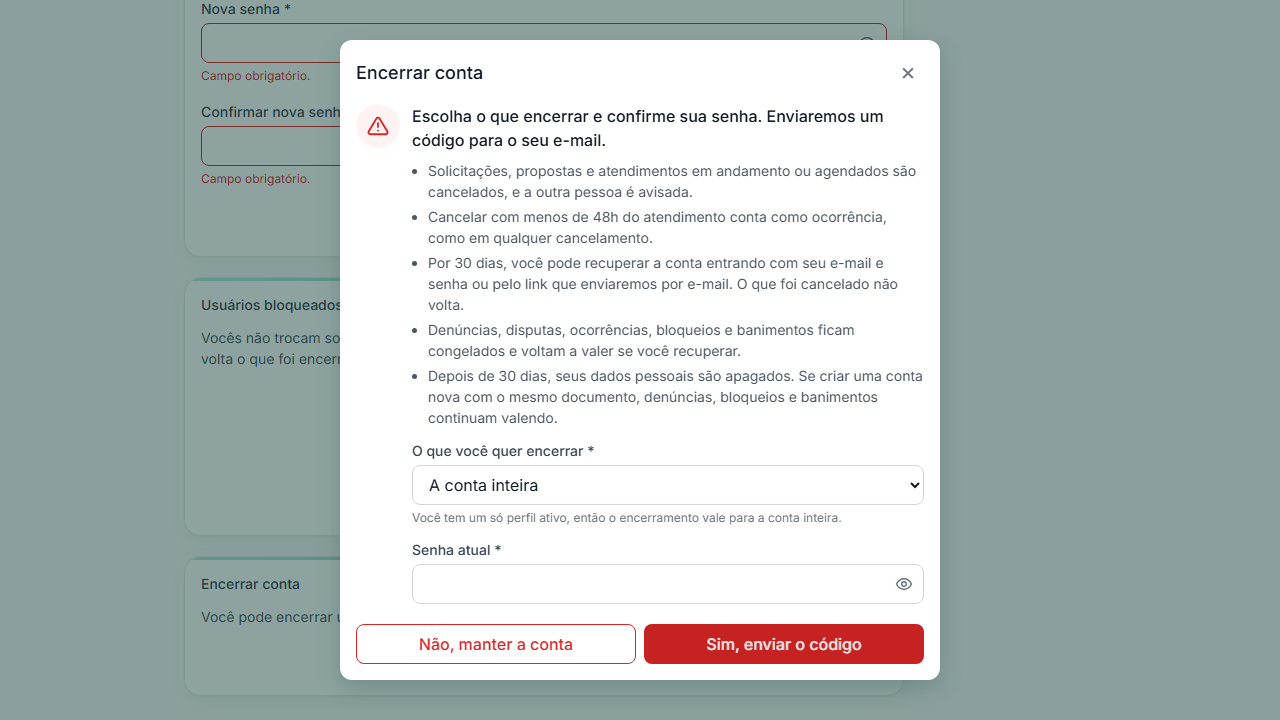 Nova senha *
Campo obrigatório.
Confirmar nova senh
Campo obrigatório.
Usuários bloqueados
Vocês não trocam so
volta o que foi encerr
Encerrar conta
Você pode encerrar
Encerrar conta
Escolha o que encerrar e confirme sua senha. Enviaremos um
código para o seu e-mail.
• Solicitações, propostas e atendimentos em andamento ou agendados são
cancelados, e a outra pessoa é avisada.
• Cancelar com menos de 48h do atendimento conta como ocorrência,
como em qualquer cancelamento.
• Por 30 dias, você pode recuperar a conta entrando com seu e-mail e
senha ou pelo link que enviaremos por e-mail. O que foi cancelado não
volta.
• Denúncias, disputas, ocorrências, bloqueios e banimentos ficam
congelados e voltam a valer se você recuperar.
• Depois de 30 dias, seus dados pessoais são apagados. Se criar uma conta
nova com o mesmo documento, denúncias, bloqueios e banimentos
continuam valendo.
O que você quer encerrar *
A conta inteira
Você tem um só perfil ativo, então o encerramento vale para a conta inteira.
Senha atual *
Não, manter a conta
Sim, enviar o código